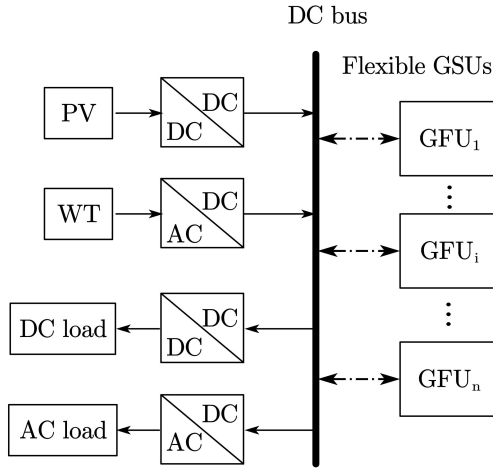 DC bus
Flexible GSUs
PV
DC
DC
GFU₁
WT
DC
AC
GFUᵢ
DC load
DC
DC
GFUₙ
AC load
DC
AC